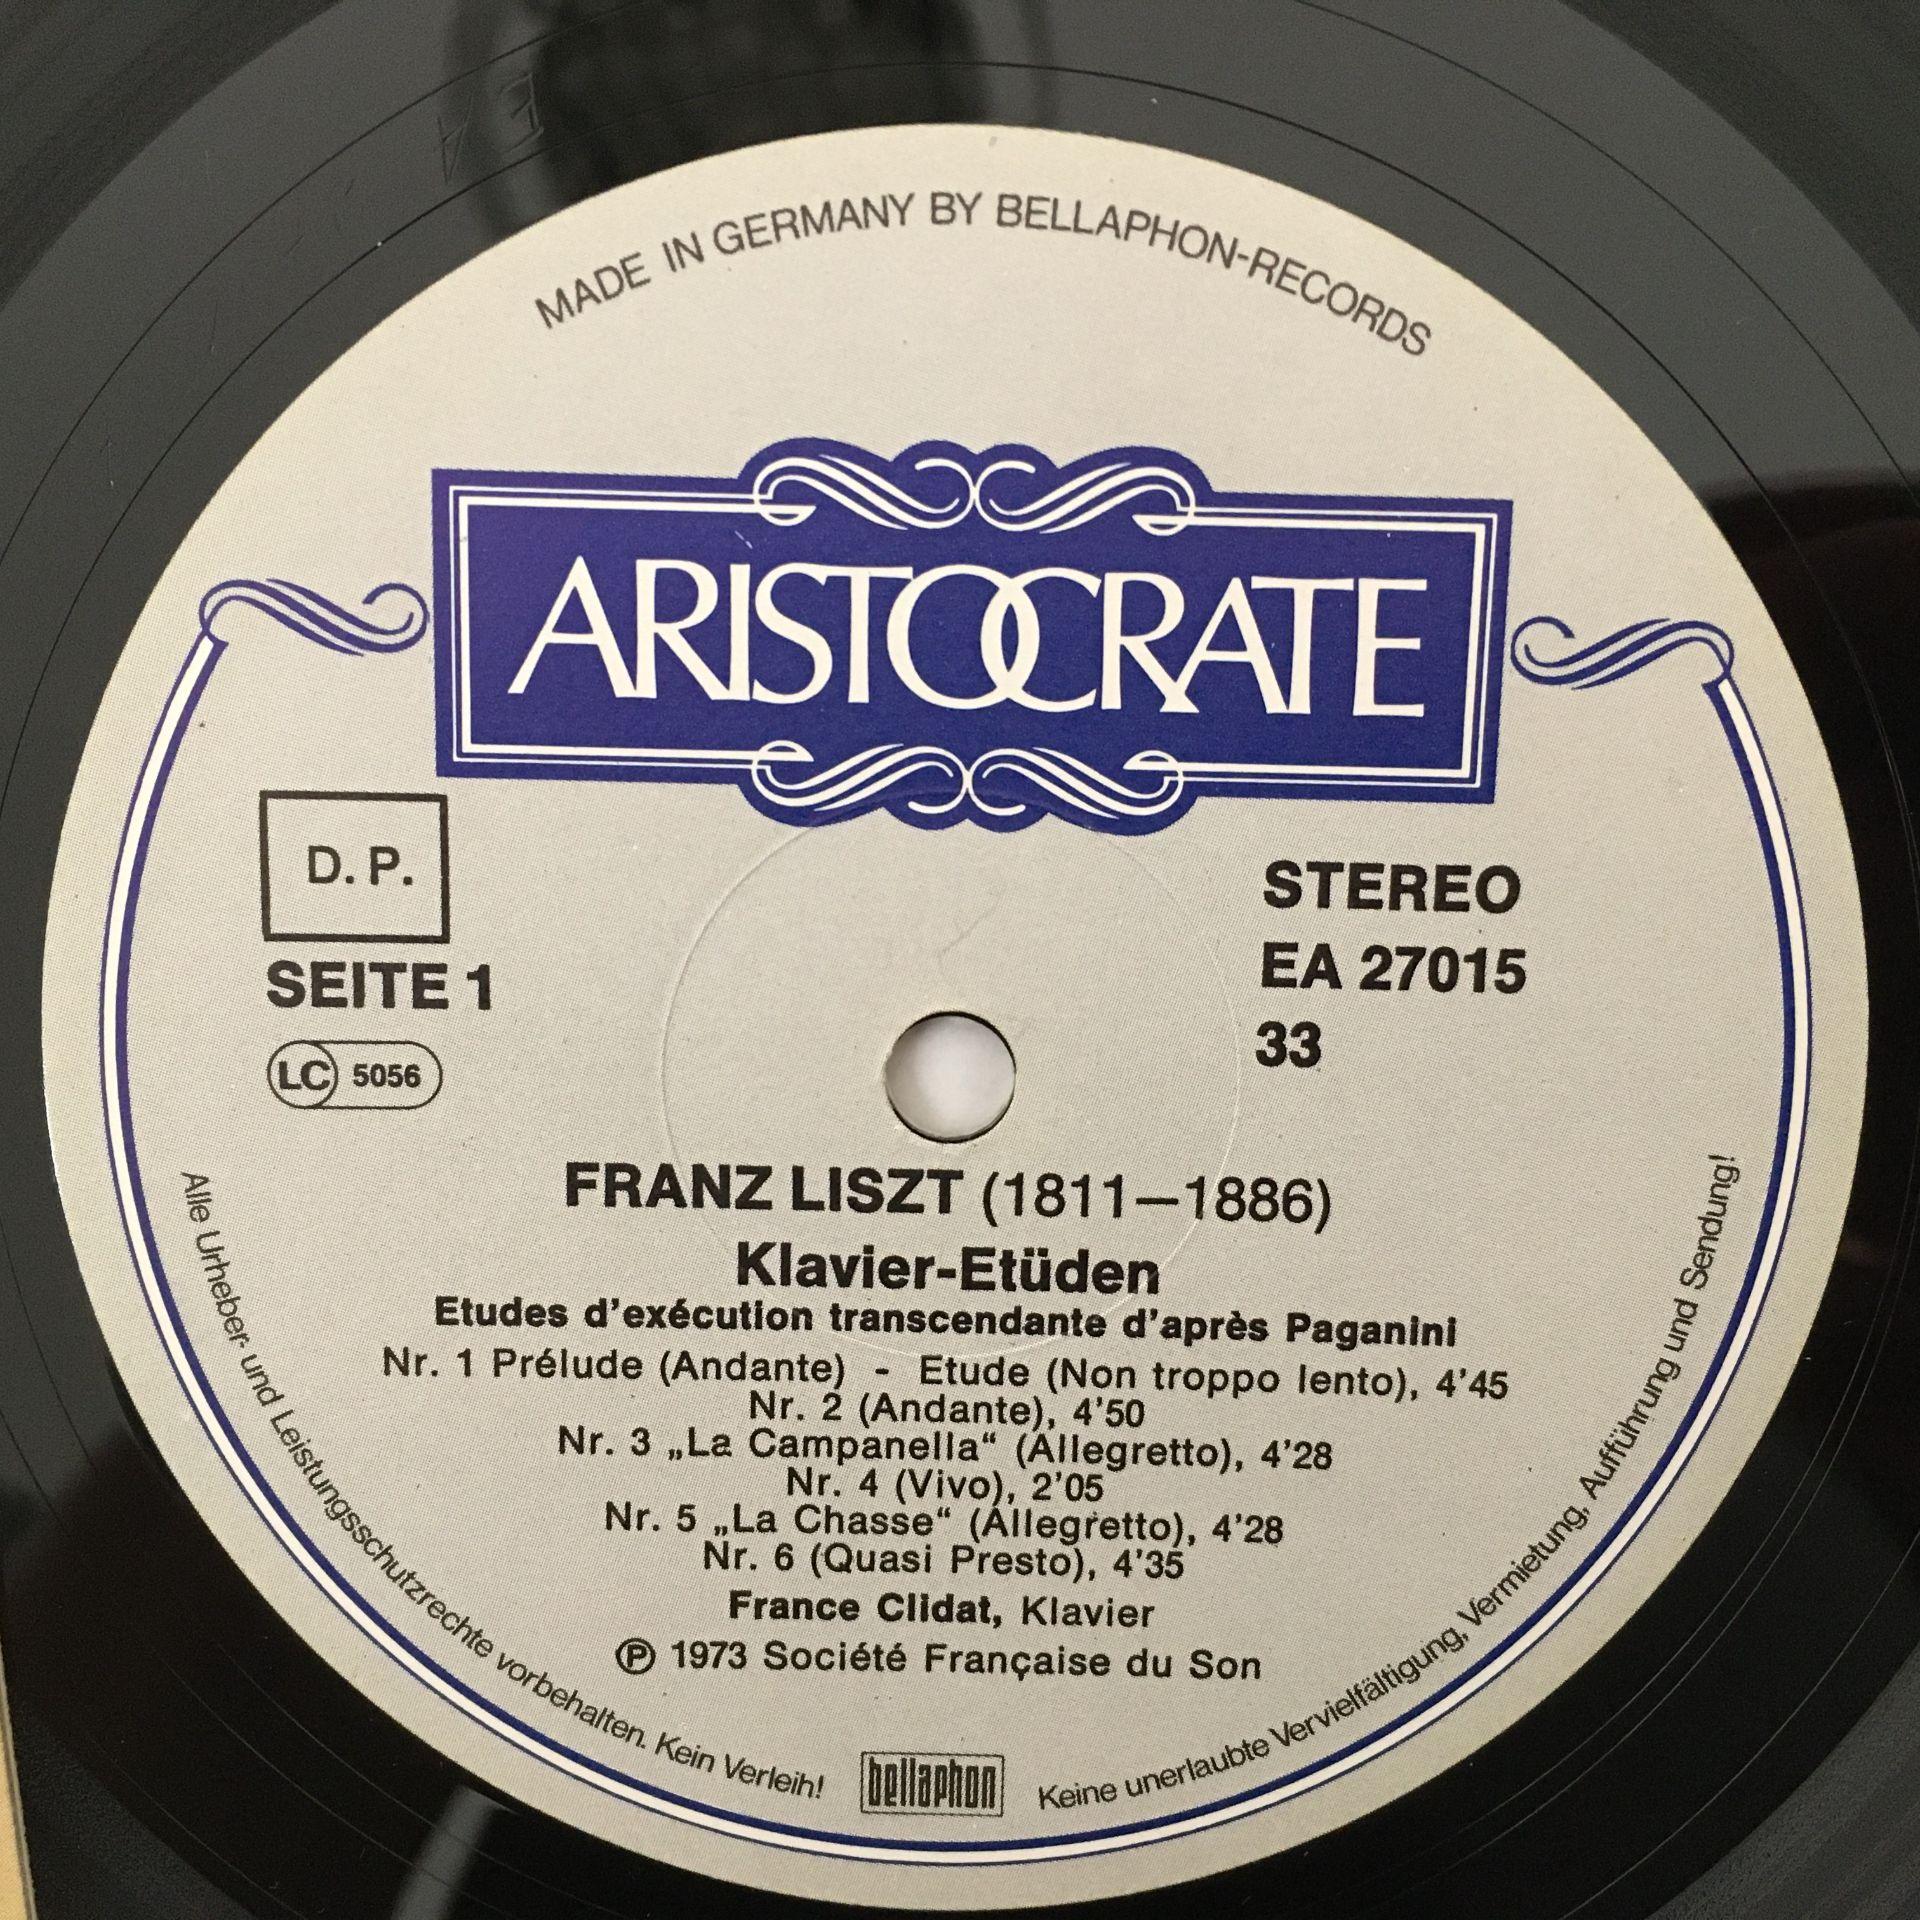 MADE IN GERMANY BY BELLAPHON-RECORDS
ARISTOCRATE
D. P.
SEITE 1
LC 5056
STEREO
EA 27015
33
FRANZ LISZT (1811—1886)
Klavier-Etüden
Etudes d'exécution transcendante d'après Paganini
Nr. 1 Prélude (Andante) - Etude (Non troppo lento), 4'45
Nr. 2 (Andante), 4'50
Nr. 3 „La Campanella“ (Allegretto), 4'28
Nr. 4 (Vivo), 2'05
Nr. 5 „La Chasse“ (Allegretto), 4'28
Nr. 6 (Quasi Presto), 4'35
France Clidat, Klavier
℗ 1973 Société Française du Son
Alle Urheber- und Leistungsschutzrechte vorbehalten. Kein Verleih!
bellaphon
Keine unerlaubte Vervielfältigung, Vermietung, Aufführung und Sendung!